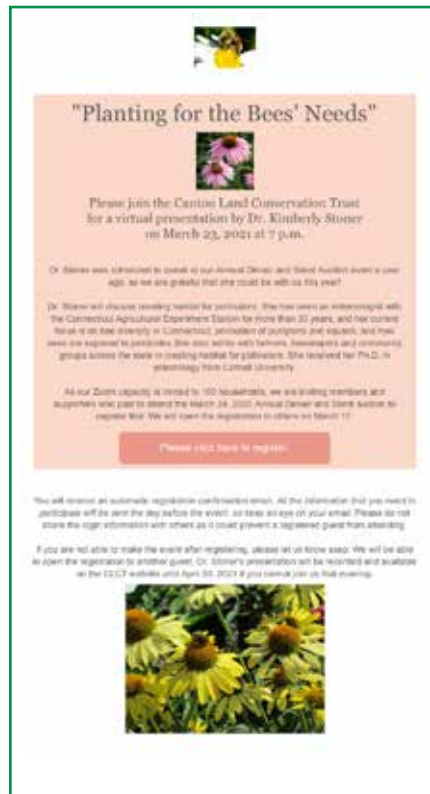 "Planting for the Bees' Needs"
Please join the Canton Land Conservation Trust
for a virtual presentation by Dr. Kimberly Stoner
on March 23, 2021 at 7 p.m.
Dr. Stoner was scheduled to speak at our Annual Dinner and Silent Auction event a year
ago, so we are grateful that she could be with us this year!
Dr. Stoner will discuss creating habitat for pollinators. She has been an entomologist with
the Connecticut Agricultural Experiment Station for more than 30 years, and her current
focus is on bee diversity in Connecticut, pollination of pumpkins and squash, and how
bees are exposed to pesticides. She also works with farmers, beekeepers and community
groups across the state in creating habitat for pollinators. She received her Ph.D. in
entomology from Cornell University.
As our Zoom capacity is limited to 100 households, we are inviting members and
supporters who paid to attend the March 24, 2020 Annual Dinner and Silent Auction to
register first. We will open the registration to others on March
Please click here to register
You will receive an automatic registration confirmation email. All the information that you need to
participate will be sent the day before the event, so keep an eye on your email. Please do not
share the login information with others as it could prevent a registered guest from attending.
If you are not able to make the event after registering, please let us know asap. We will be able
to open the registration to another guest. Dr. Stoner's presentation will be recorded and available
on the CLCT website until April 2021 if you cannot join us that evening.